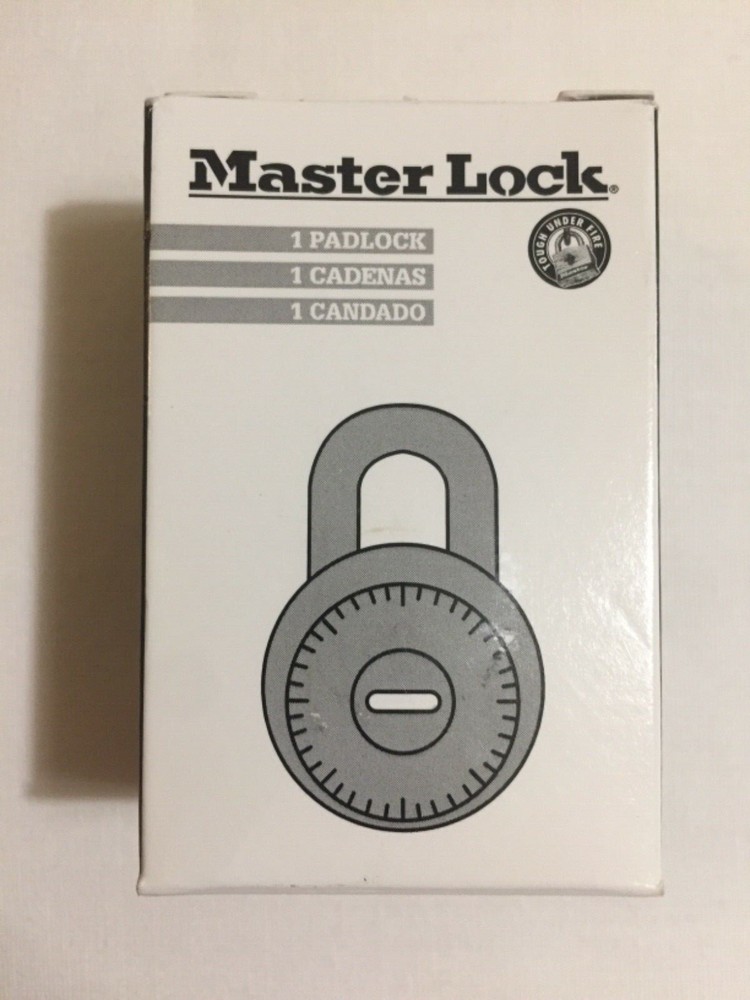 Master Lock®
1 PADLOCK
TOUGH UNDER FIRE
1 CADENAS
1 CANDADO